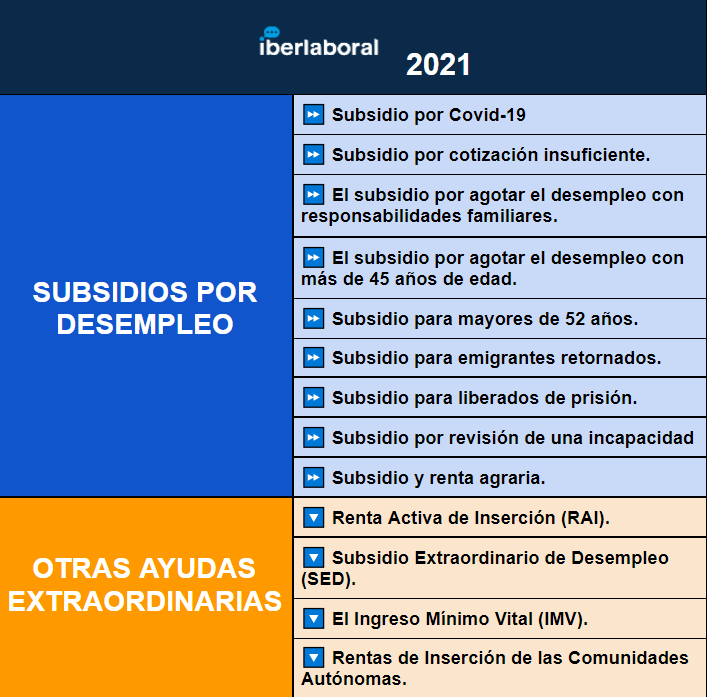 iberlaboral
2021
SUBSIDIOS POR
DESEMPLEO
Subsidio por Covid-19
Subsidio por cotización insuficiente.
El subsidio por agotar el desempleo con
responsabilidades familiares.
El subsidio por agotar el desempleo con
más de 45 años de edad.
Subsidio para mayores de 52 años.
Subsidio para emigrantes retornados.
Subsidio para liberados de prisión.
Subsidio por revisión de una incapacidad
Subsidio y renta agraria.
OTRAS AYUDAS
EXTRAORDINARIAS
Renta Activa de Inserción (RAI).
Subsidio Extraordinario de Desempleo
(SED).
El Ingreso Mínimo Vital (IMV).
Rentas de Inserción de las Comunidades
Autónomas.